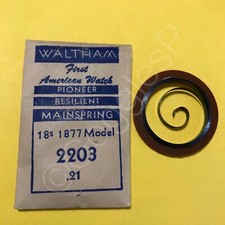 WALTHAM
First
American Watch
PIONEER
RESILIENT
MAINSPRING
18s 1877 Model
2203
.21